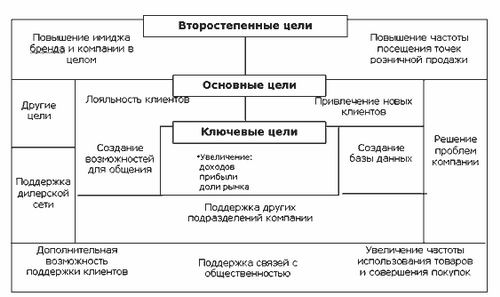 Второстепенные цели
Повышение имиджа
бренда и компании в
целом
Повышение частоты
посещения точек
розничной продажи
Основные цели
Лояльность клиентов
Привлечение новых
клиентов
Другие
цели
Ключевые цели
Создание
возможностей
для общения
•Увеличение:
доходов
прибыли
доли рынка
Создание
базы данных
Решение
проблем
компании
Поддержка
дилерской
сети
Поддержка других
подразделений компании
Дополнительная
возможность
поддержки клиентов
Поддержка связей с
общественностью
Увеличение частоты
использования товаров
и совершения покупок